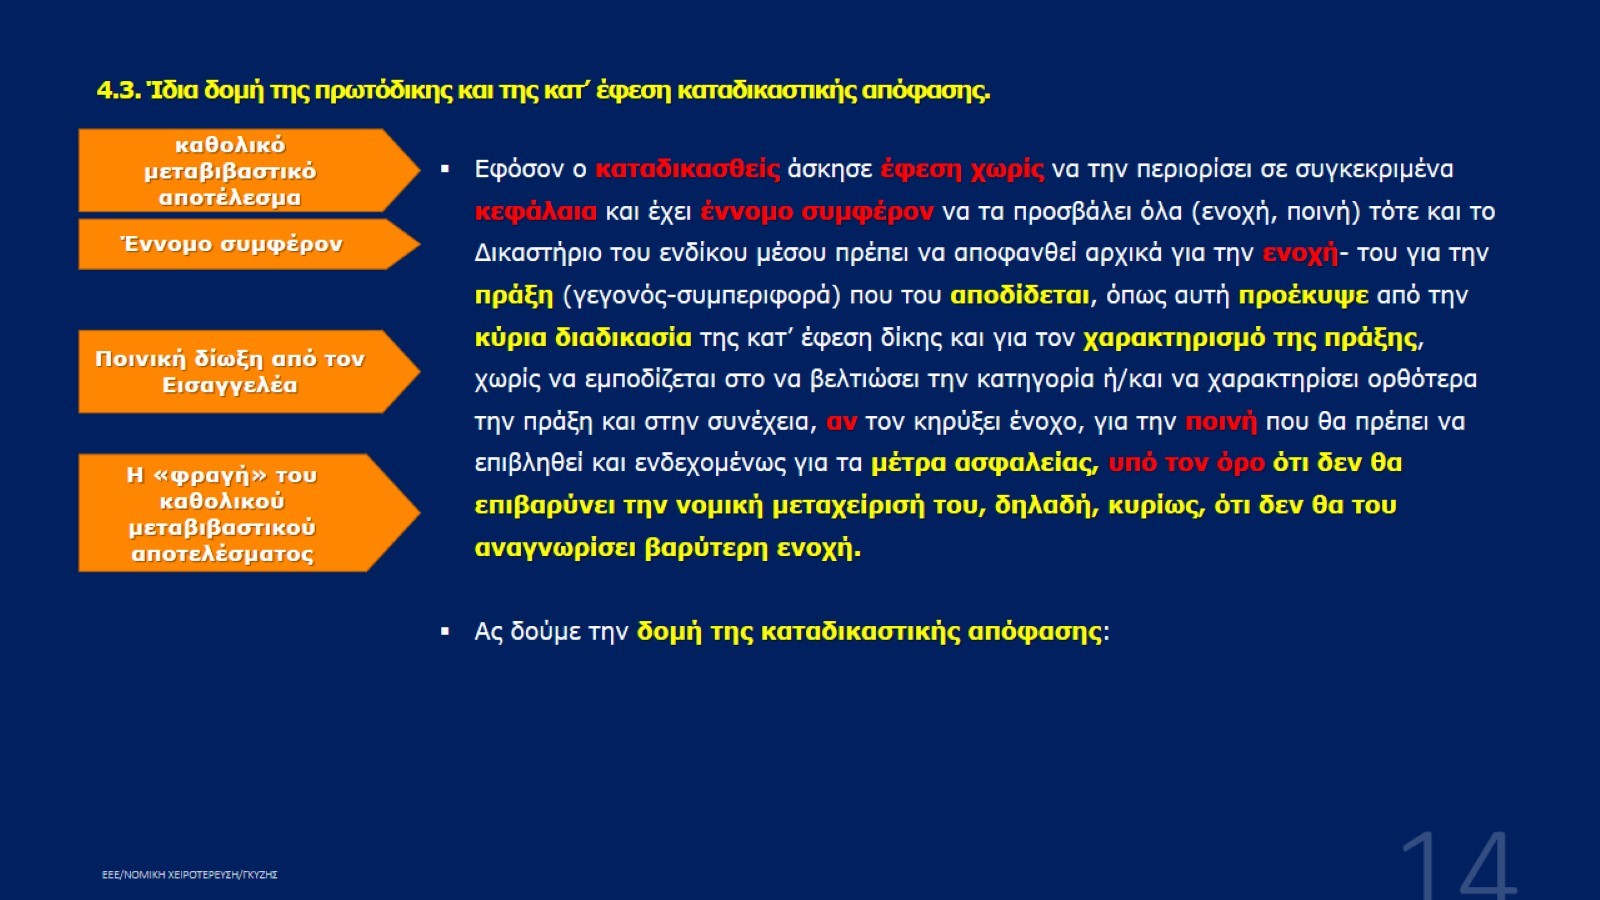 4.3. Ίδια δομή της πρωτόδικης και της κατ’ έφεση καταδικαστικής απόφασης.
καθολικό
μεταβιβαστικό
αποτέλεσμα
Έννομο συμφέρον
Ποινική δίωξη από τον
Εισαγγελέα
Η «φραγή» του
καθολικού
μεταβιβαστικού
αποτελέσματος
▪ Εφόσον ο καταδικασθείς άσκησε έφεση χωρίς να την περιορίσει σε συγκεκριμένα
κεφάλαια και έχει έννομο συμφέρον να τα προσβάλει όλα (ενοχή, ποινή) τότε και το
Δικαστήριο του ενδίκου μέσου πρέπει να αποφανθεί αρχικά για την ενοχή- του για την
πράξη (γεγονός-συμπεριφορά) που του αποδίδεται, όπως αυτή προέκυψε από την
κύρια διαδικασία της κατ’ έφεση δίκης και για τον χαρακτηρισμό της πράξης,
χωρίς να εμποδίζεται στο να βελτιώσει την κατηγορία ή/και να χαρακτηρίσει ορθότερα
την πράξη και στην συνέχεια, αν τον κηρύξει ένοχο, για την ποινή που θα πρέπει να
επιβληθεί και ενδεχομένως για τα μέτρα ασφαλείας, υπό τον όρο ότι δεν θα
επιβαρύνει την νομική μεταχείρισή του, δηλαδή, κυρίως, ότι δεν θα του
αναγνωρίσει βαρύτερη ενοχή.
▪ Ας δούμε την δομή της καταδικαστικής απόφασης:
ΕΕΕ/ΝΟΜΙΚΗ ΧΕΙΡΟΤΕΡΕΥΣΗ/ΓΚΥΖΗΣ
14